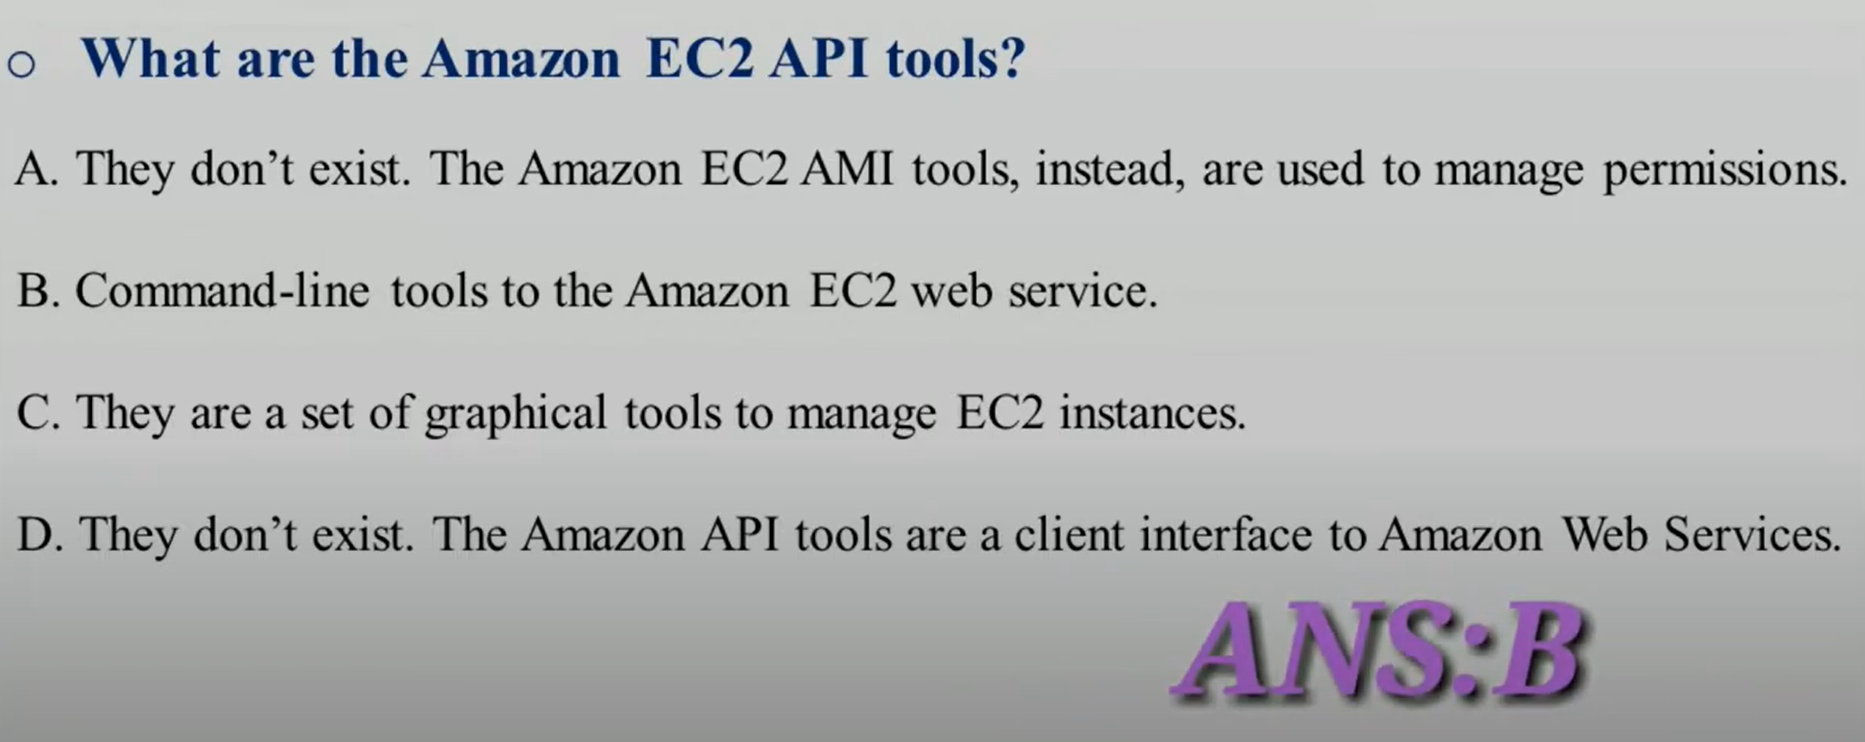 ○ What are the Amazon EC2 API tools?
A. They don’t exist. The Amazon EC2 AMI tools, instead, are used to manage permissions.
B. Command-line tools to the Amazon EC2 web service.
C. They are a set of graphical tools to manage EC2 instances.
D. They don’t exist. The Amazon API tools are a client interface to Amazon Web Services.
ANS:B